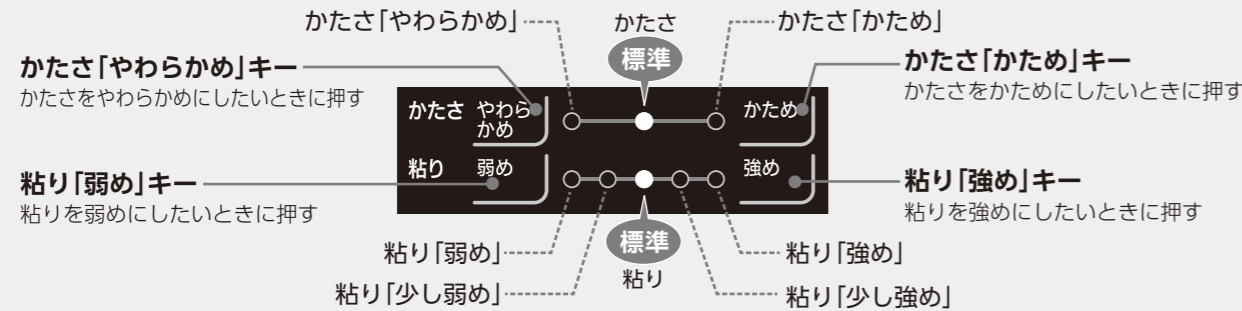 かたさ「やわらかめ」
かたさ
かたさ「かため」
標準
かたさ「やわらかめ」キー
かたさをやわらかめにしたいときに押す
かたさ「かため」キー
かたさをかためにしたいときに押す
かたさ
やわら
かめ
かため
粘り
弱め
強め
粘り「弱め」キー
粘りを弱めにしたいときに押す
粘り「強め」キー
粘りを強めにしたいときに押す
標準
粘り
粘り「弱め」
粘り「強め」
粘り「少し弱め」
粘り「少し強め」